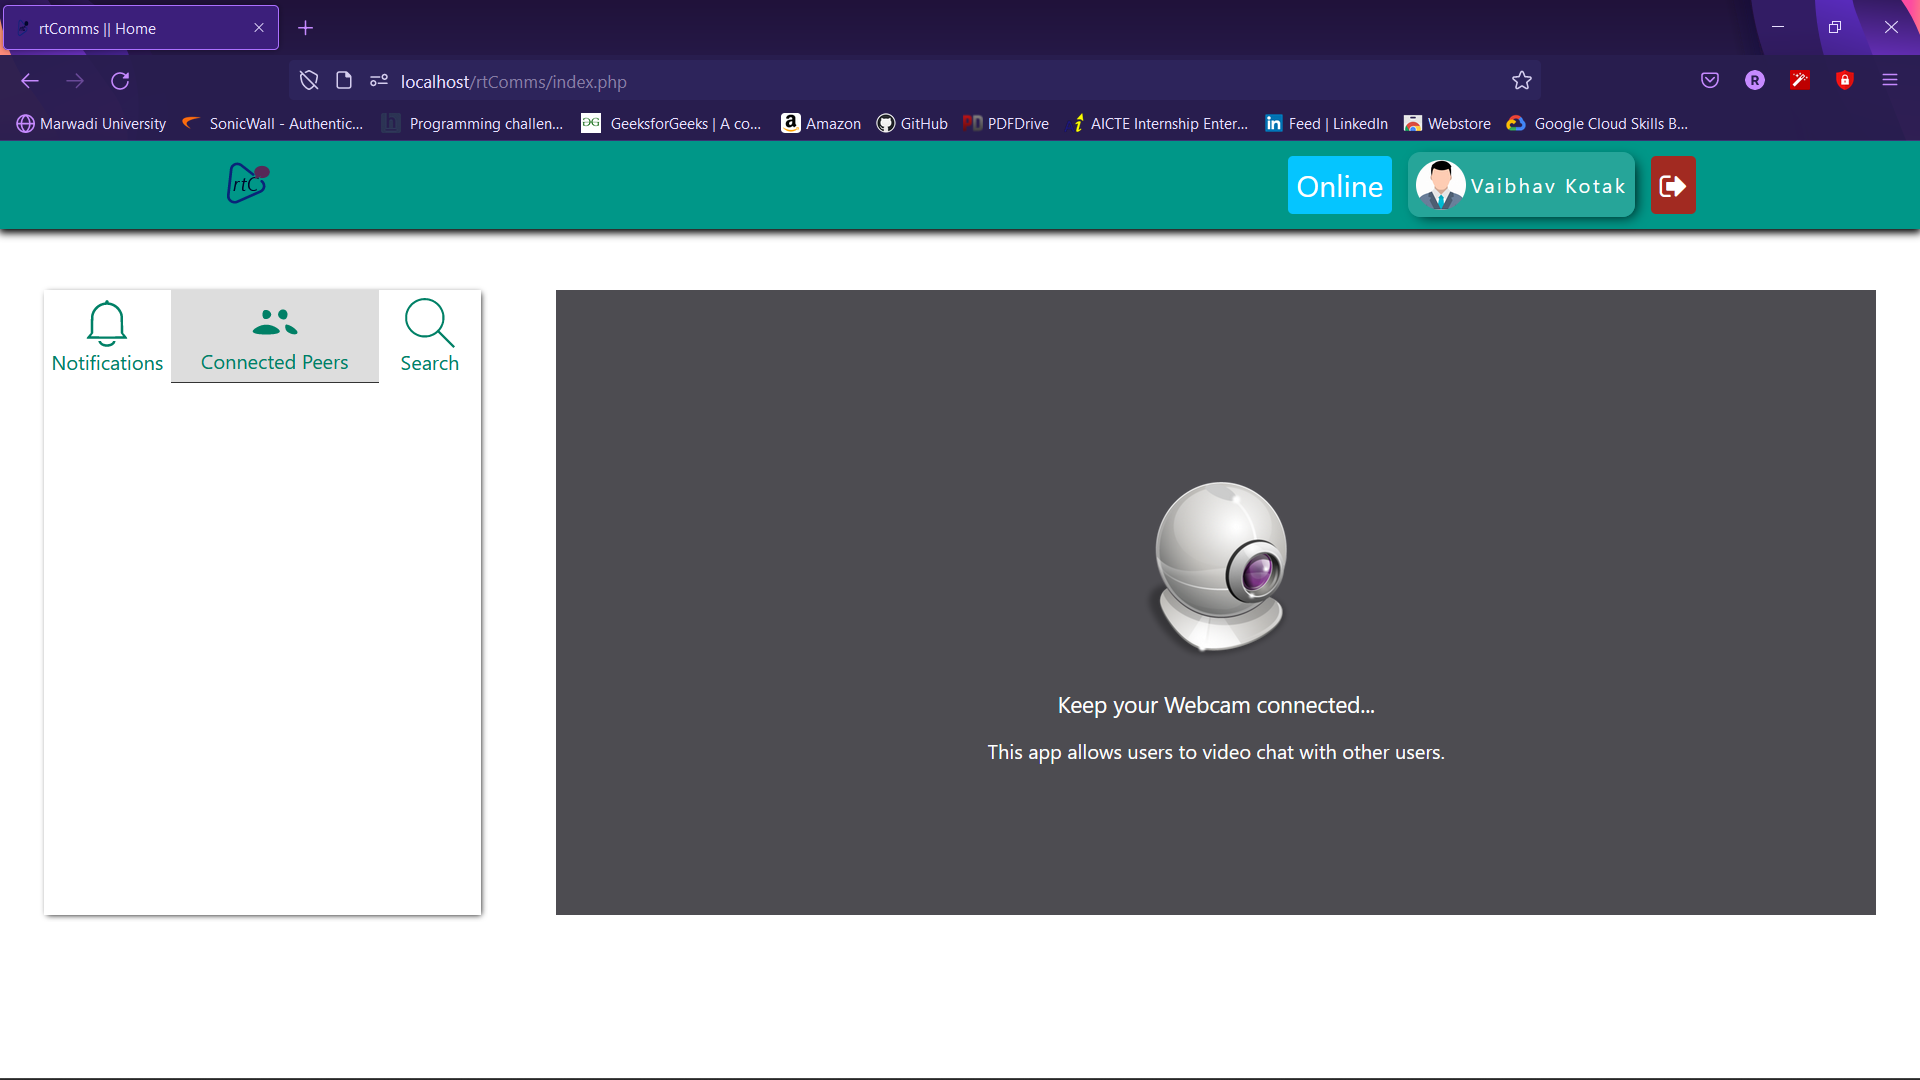 rtComms || Home
localhost/rtComms/index.php
Marwadi University SonicWall - Authentic... Programming challen... GeeksforGeeks | A co... Amazon GitHub PDFDrive AICTE Internship Enter... Feed | LinkedIn Webstore Google Cloud Skills B...
rtC Online Vaibhav Kotak
Notifications Connected Peers Search
Keep your Webcam connected...
This app allows users to video chat with other users.